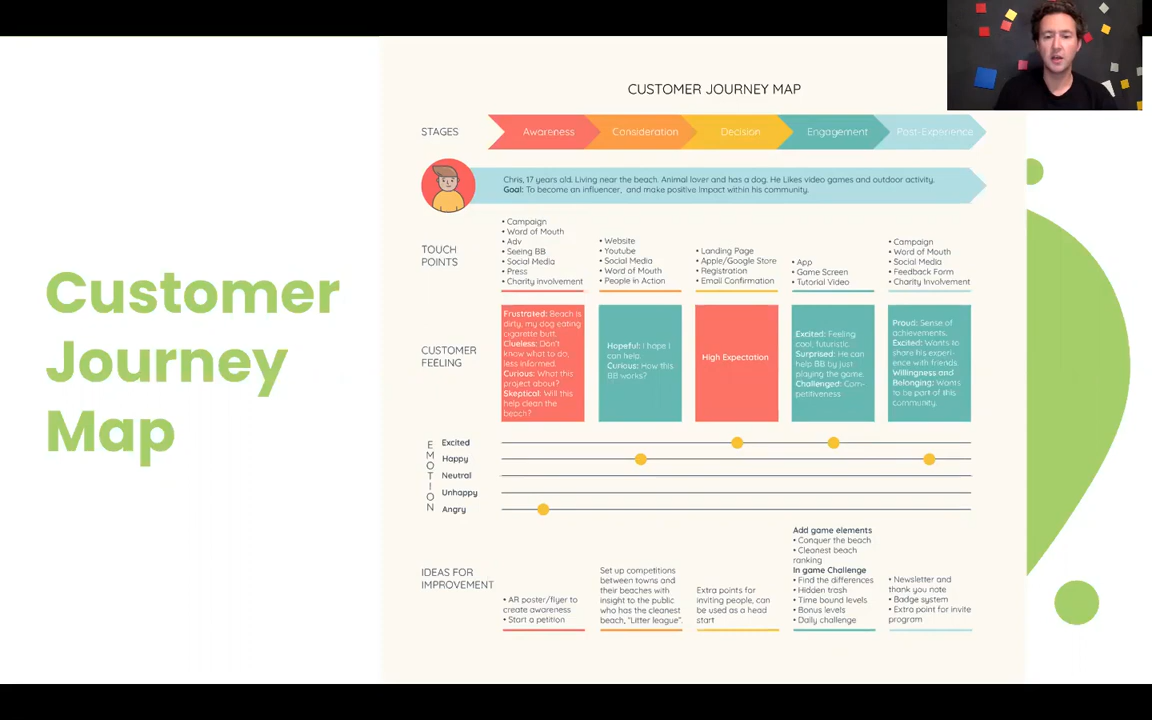 Customer
Journey
Map
CUSTOMER JOURNEY MAP
STAGES
Awareness
Consideration
Decision
Engagement
Post-Experience
Chris, 17 years old. Living near the beach. Animal lover and has a dog. He Likes video games and outdoor activity.
Goal: To become an influencer, and make positive impact within his community.
TOUCH
POINTS
• Campaign
• Word of Mouth
• Adv
• Seeing BB
• Social Media
• Press
• Charity involvement
• Website
• Youtube
• Social Media
• Word of Mouth
• People in Action
• Landing Page
• Apple/Google Store
• Registration
• Email Confirmation
• App
• Game Screen
• Tutorial Video
• Campaign
• Word of Mouth
• Social Media
• Feedback Form
• Charity Involvement
CUSTOMER
FEELING
Frustrated: Beach is
dirty, my dog eating
cigarette butt.
Clueless: Don't
know what to do,
less informed.
Curious: What this
project about?
Skeptical: Will this
help clean the
beach?
Hopeful: I hope I
can help.
Curious: How this
BB works?
High Expectation
Excited: Feeling
cool, futuristic.
Surprised: He can
help BB by just
playing the game.
Challenged: Com-
petitiveness
Proud: Sense of
achievements.
Excited: Wants to
share his experi-
ence with friends.
Willingness and
Belonging: Wants
to be part of this
community.
EMOTION
Excited
Happy
Neutral
Unhappy
Angry
IDEAS FOR
IMPROVEMENT
• AR poster/flyer to
create awareness
• Start a petition
Set up competitions
between towns and
their beaches with
insight to the public
who has the cleanest
beach, "Litter league".
Extra points for
inviting people, can
be used as a head
start
Add game elements
• Conquer the beach
• Cleanest beach
ranking
In game Challenge
• Find the differences
• Hidden trash
• Time bound levels
• Bonus levels
• Daily challenge
• Newsletter and
thank you note
• Badge system
• Extra point for invite
program